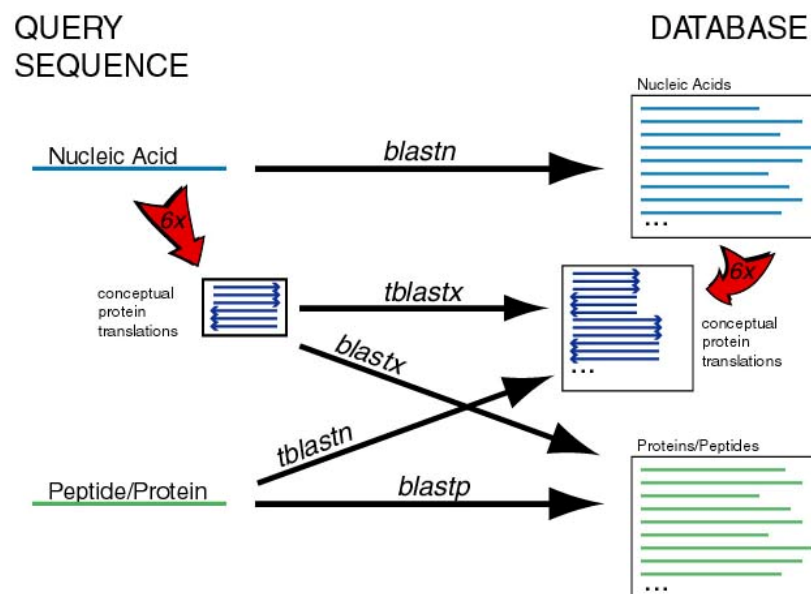 QUERY
SEQUENCE
DATABASE
Nucleic Acids
Nucleic Acid
blastn
...
6x
6x
conceptual
protein
translations
tblastx
conceptual
protein
translations
...
blastx
tblastn
Proteins/Peptides
Peptide/Protein
blastp
...